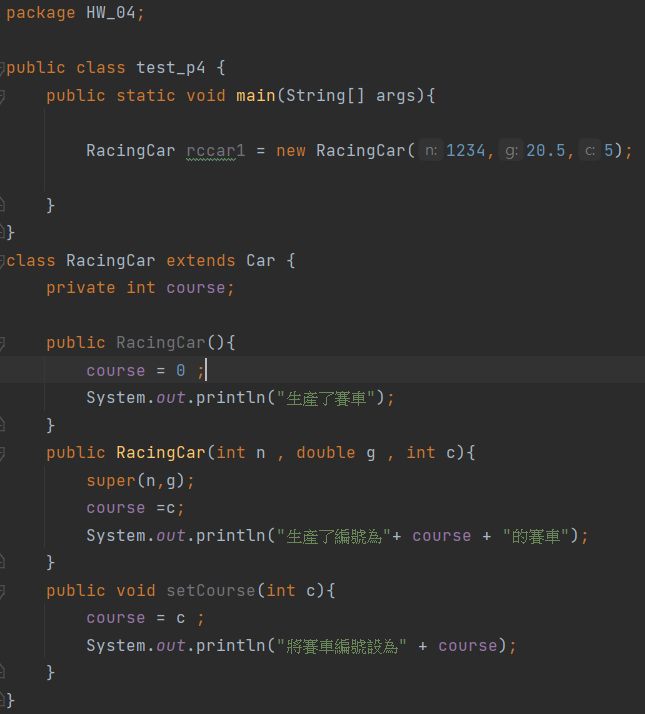 package HW_04;
public class test_p4 {
public static void main(String[] args){
RacingCar rccar1 = new RacingCar( n: 1234, g: 20.5, c: 5);
}
}
class RacingCar extends Car {
private int course;
public RacingCar(){
course = 0 ;
System.out.println("生產了賽車");
}
public RacingCar(int n , double g , int c){
super(n,g);
course =c;
System.out.println("生產了編號為"+ course + "的賽車");
}
public void setCourse(int c){
course = c ;
System.out.println("將賽車編號設為" + course);
}
}